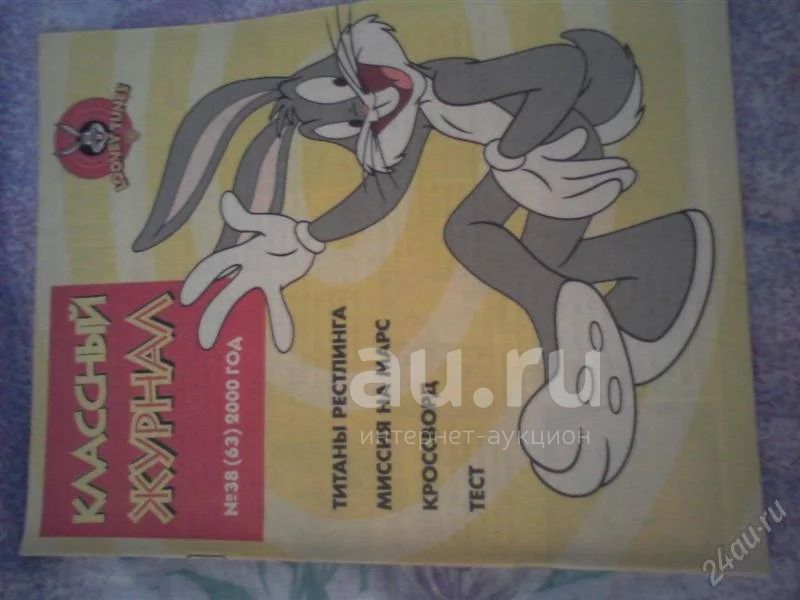 LOONEY TUNES
КЛАССНЫЙ
ЖУРНАЛ
№38 (63) 2000 ГОД
ТИТАНЫ РЕСТЛИНГА
МИССИЯ НА МАРС
КРОССВОРД
ТЕСТ
au.ru
интернет-аукцион
24au.ru